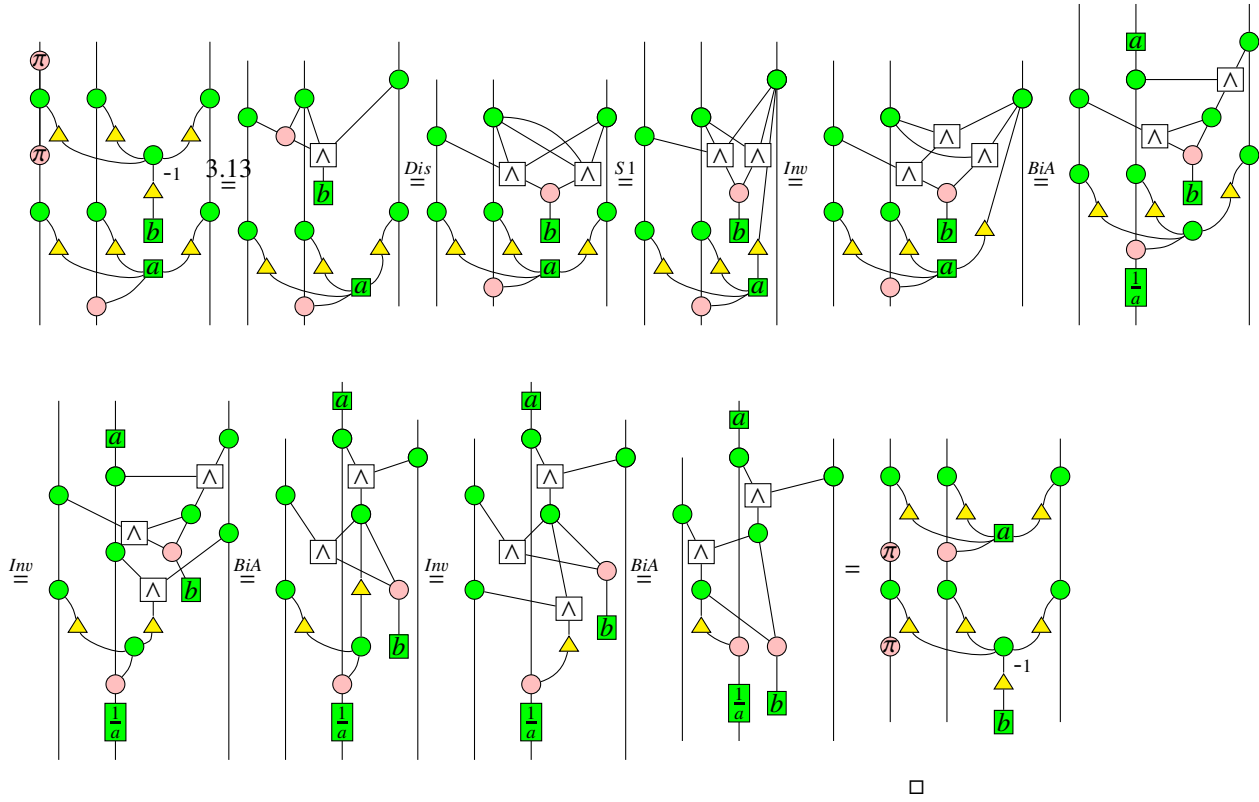 π
π
-1
b
a
3.13
=
∧
b
a
Dis
=
∧ ∧
b
a
S1
=
∧ ∧
b
a
Inv
=
∧
∧
b
a
BiA
=
a
∧
∧
b
1/a
Inv
=
a
∧
∧
∧
b
1/a
BiA
=
a
∧
∧
b
1/a
Inv
=
a
∧
∧
∧
b
1/a
BiA
=
a
∧
∧
1/a
b
=
a
π
π
-1
b
□